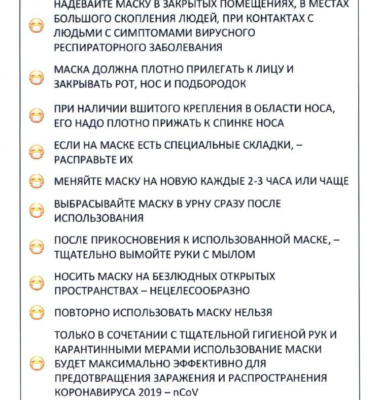 НАДЕВАЙТЕ МАСКУ В ЗАКРЫТЫХ ПОМЕЩЕНИЯХ, В МЕСТАХ
БОЛЬШОГО СКОПЛЕНИЯ ЛЮДЕЙ, ПРИ КОНТАКТАХ С
ЛЮДЬМИ С СИМПТОМАМИ ВИРУСНОГО
РЕСПИРАТОРНОГО ЗАБОЛЕВАНИЯ
МАСКА ДОЛЖНА ПЛОТНО ПРИЛЕГАТЬ К ЛИЦУ И
ЗАКРЫВАТЬ РОТ, НОС И ПОДБОРОДОК
ПРИ НАЛИЧИИ ВШИТОГО КРЕПЛЕНИЯ В ОБЛАСТИ НОСА,
ЕГО НАДО ПЛОТНО ПРИЖАТЬ К СПИНКЕ НОСА
ЕСЛИ НА МАСКЕ ЕСТЬ СПЕЦИАЛЬНЫЕ СКЛАДКИ, –
РАСПРАВЬТЕ ИХ
МЕНЯЙТЕ МАСКУ НА НОВУЮ КАЖДЫЕ 2-3 ЧАСА ИЛИ ЧАЩЕ
ВЫБРАСЫВАЙТЕ МАСКУ В УРНУ СРАЗУ ПОСЛЕ
ИСПОЛЬЗОВАНИЯ
ПОСЛЕ ПРИКОСНОВЕНИЯ К ИСПОЛЬЗОВАННОЙ МАСКЕ, –
ТЩАТЕЛЬНО ВЫМОЙТЕ РУКИ С МЫЛОМ
НОСИТЬ МАСКУ НА БЕЗЛЮДНЫХ ОТКРЫТЫХ
ПРОСТРАНСТВАХ – НЕЦЕЛЕСООБРАЗНО
ПОВТОРНО ИСПОЛЬЗОВАТЬ МАСКУ НЕЛЬЗЯ
ТОЛЬКО В СОЧЕТАНИИ С ТЩАТЕЛЬНОЙ ГИГИЕНОЙ РУК И
КАРАНТИННЫМИ МЕРАМИ ИСПОЛЬЗОВАНИЕ МАСКИ
БУДЕТ МАКСИМАЛЬНО ЭФФЕКТИВНО ДЛЯ
ПРЕДОТВРАЩЕНИЯ ЗАРАЖЕНИЯ И РАСПРОСТРАНЕНИЯ
КОРОНАВИРУСА 2019 – nCoV